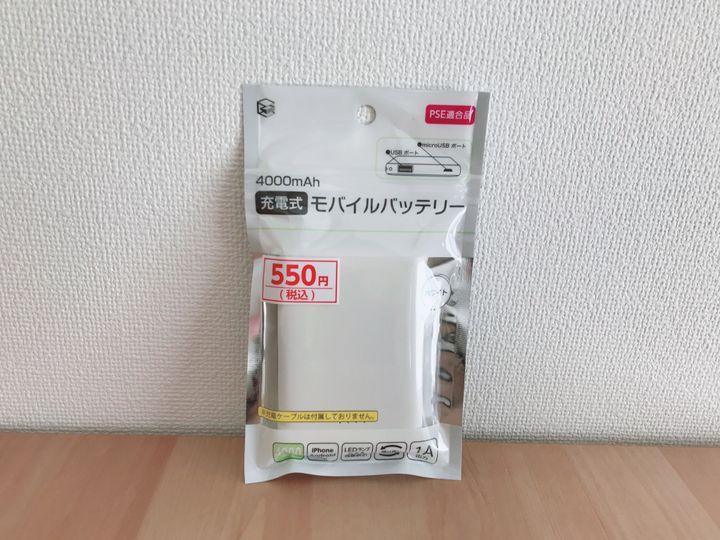 PSE適合品
●microUSB ポート
●USB ポート
4000mAh
充電式 モバイルバッテリー
550円
(税込)
※充電ケーブルは付属しておりません。
iPhone
LEDランプ
1A